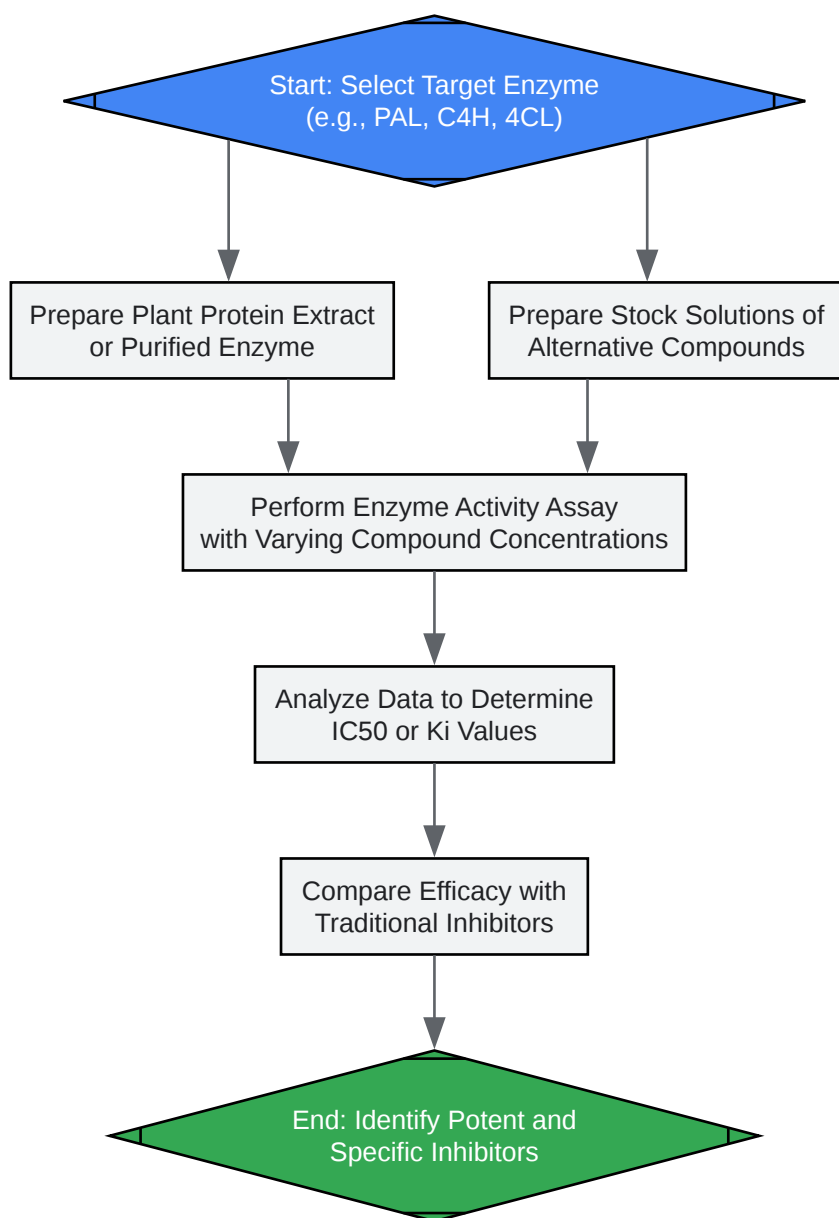 Start: Select Target Enzyme
(e.g., PAL, C4H, 4CL)
Prepare Plant Protein Extract
or Purified Enzyme
Prepare Stock Solutions of
Alternative Compounds
Perform Enzyme Activity Assay
with Varying Compound Concentrations
Analyze Data to Determine
IC50 or Ki Values
Compare Efficacy with
Traditional Inhibitors
End: Identify Potent and
Specific Inhibitors